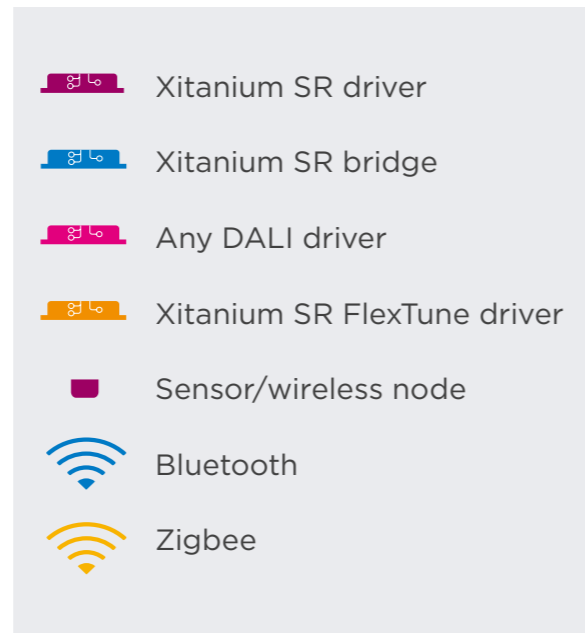 Xitanium SR driver
Xitanium SR bridge
Any DALI driver
Xitanium SR FlexTune driver
Sensor/wireless node
Bluetooth
Zigbee